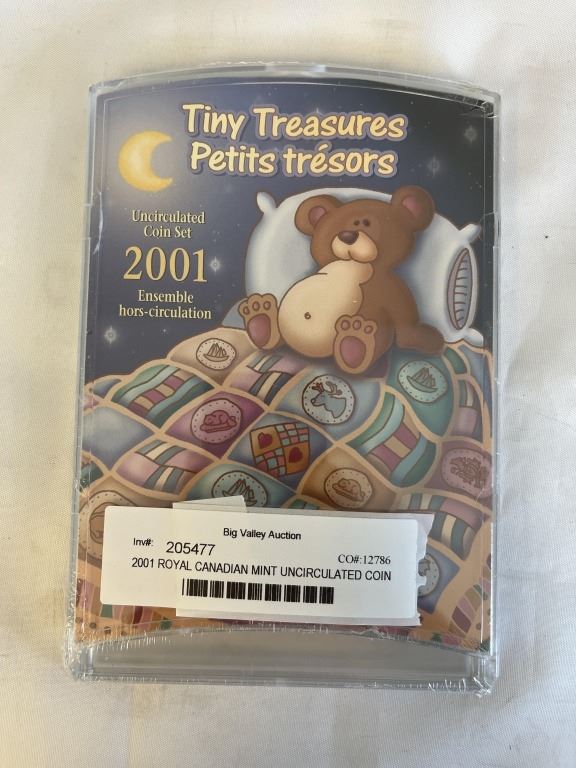 Tiny Treasures
Petits trésors
Uncirculated
Coin Set
2001
Ensemble
hors-circulation
Big Valley Auction
Inv#: 205477 CO#:12786
2001 ROYAL CANADIAN MINT UNCIRCULATED COIN